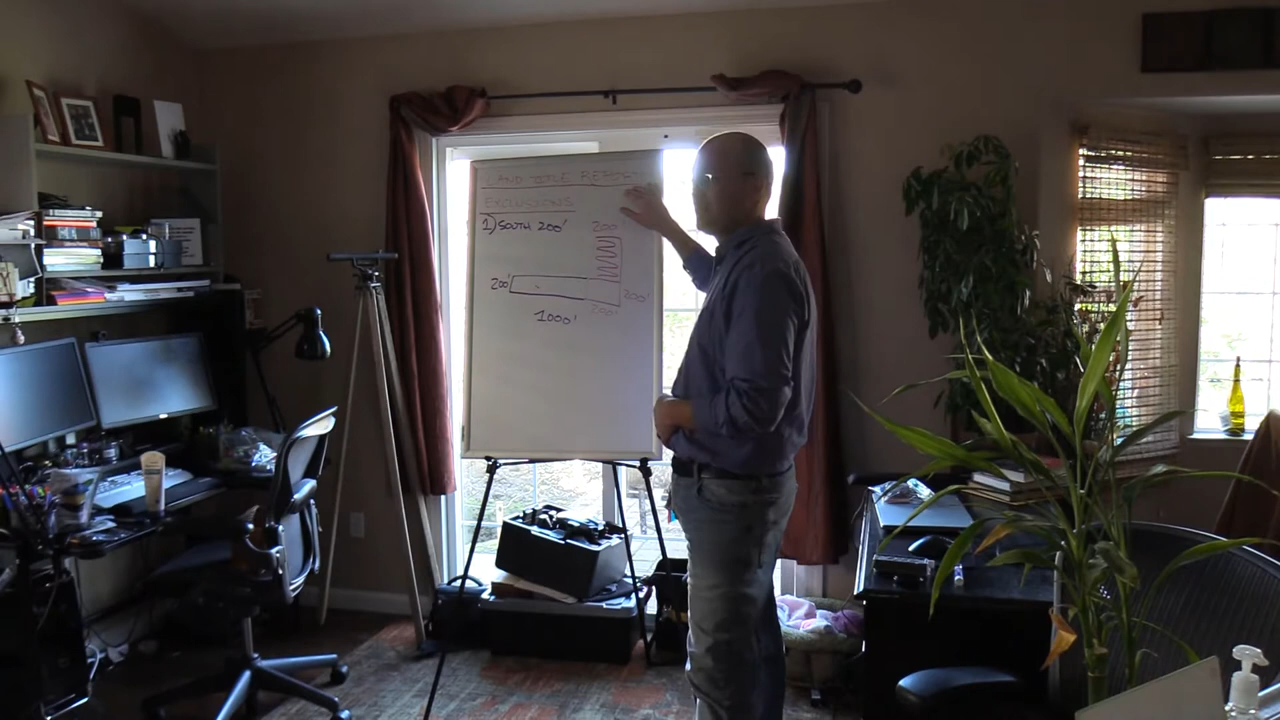 LAND TITLE REPORT
EXCLUSIONS
1) SOUTH 200'
200'
200'
200'
200'
1000'